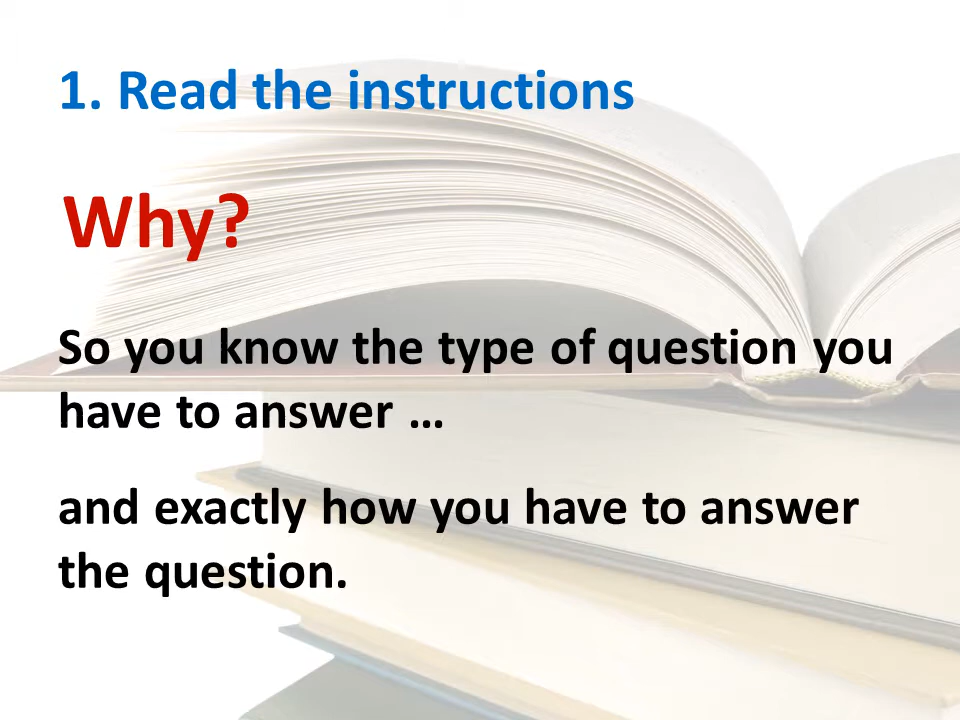 1. Read the instructions
Why?
So you know the type of question you
have to answer …
and exactly how you have to answer
the question.